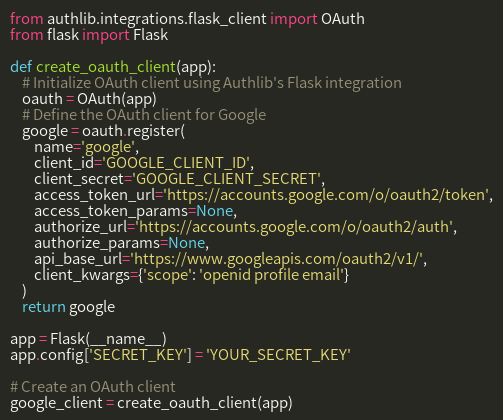 from authlib.integrations.flask_client import OAuth
from flask import Flask

def create_oauth_client(app):
    # Initialize OAuth client using Authlib's Flask integration
    oauth = OAuth(app)
    # Define the OAuth client for Google
    google = oauth.register(
        name='google',
        client_id='GOOGLE_CLIENT_ID',
        client_secret='GOOGLE_CLIENT_SECRET',
        access_token_url='https://accounts.google.com/o/oauth2/token',
        access_token_params=None,
        authorize_url='https://accounts.google.com/o/oauth2/auth',
        authorize_params=None,
        api_base_url='https://www.googleapis.com/oauth2/v1/',
        client_kwargs={'scope': 'openid profile email'}
    )
    return google

app = Flask(__name__)
app.config['SECRET_KEY'] = 'YOUR_SECRET_KEY'

# Create an OAuth client
google_client = create_oauth_client(app)